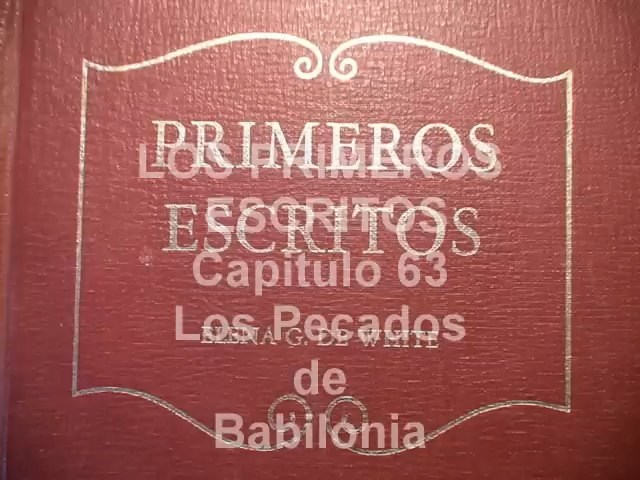 PRIMEROS
ESCRITOS
ELENA G. DE WHITE
LOS PRIMEROS
ESCRITOS
Capitulo 63
Los Pecados
de
Babilonia